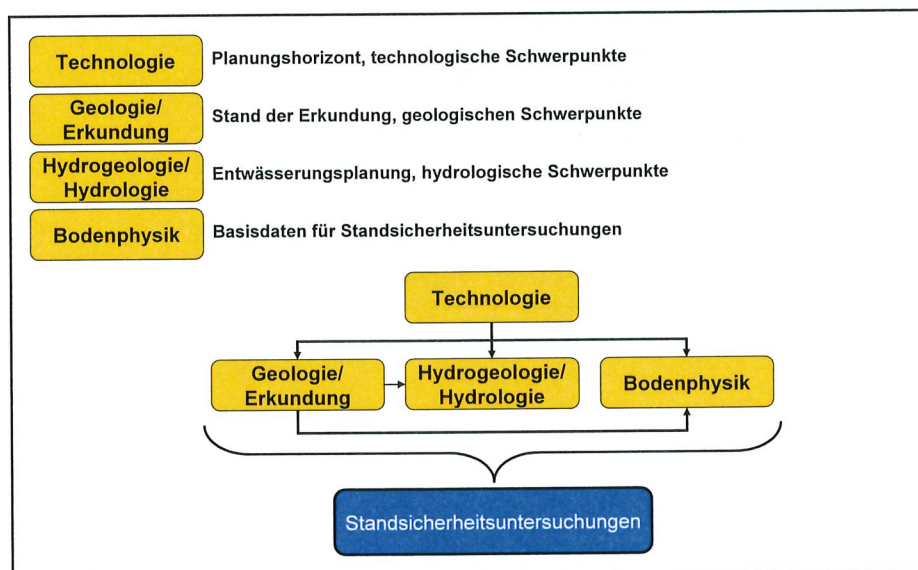 Technologie
Planungshorizont, technologische Schwerpunkte
Geologie/
Erkundung
Stand der Erkundung, geologischen Schwerpunkte
Hydrogeologie/
Hydrologie
Entwässerungsplanung, hydrologische Schwerpunkte
Bodenphysik
Basisdaten für Standsicherheitsuntersuchungen
Technologie
Geologie/
Erkundung
Hydrogeologie/
Hydrologie
Bodenphysik
Standsicherheitsuntersuchungen